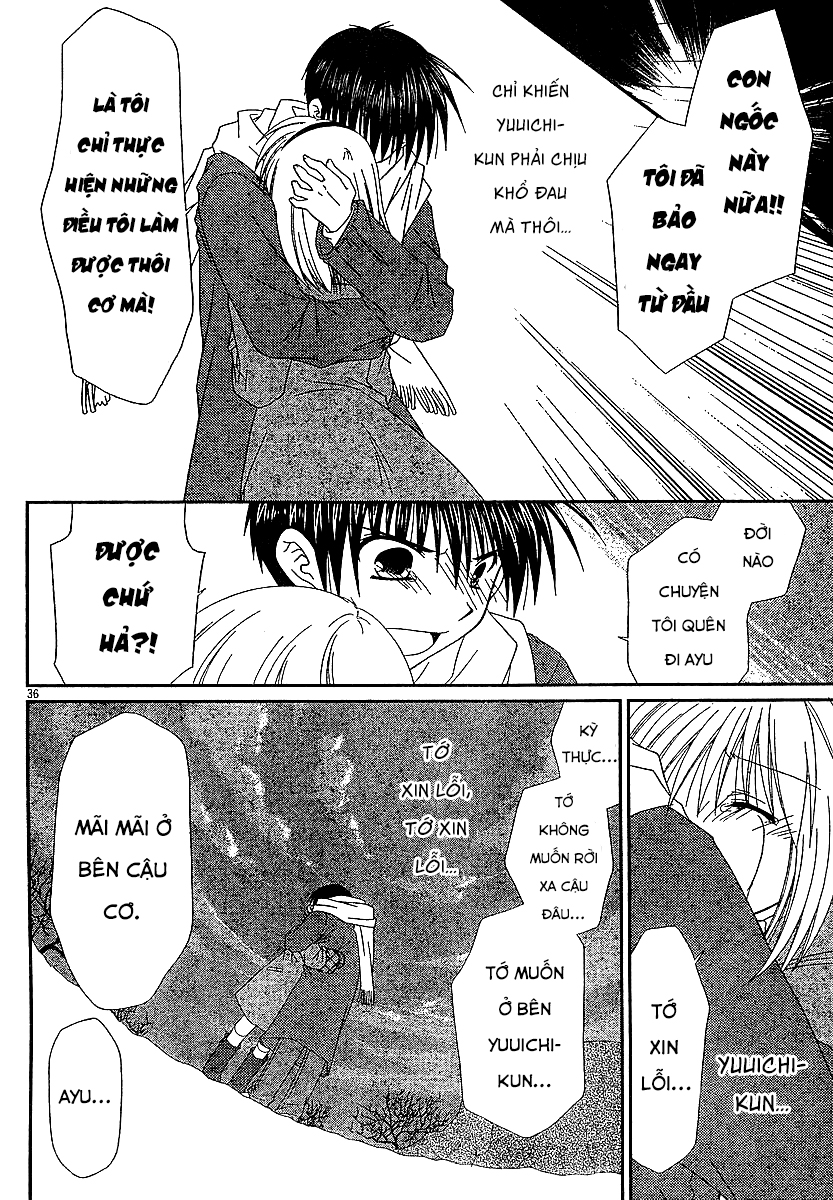 CON
NGỐC
NÀY
NỮA!!
TÔI ĐÃ
BẢO
NGAY
TỪ ĐẦU
CHỈ KHIẾN
YUUICHI-
KUN PHẢI CHỊU
KHỔ ĐAU
MÀ THÔI...
LÀ TÔI
CHỈ THỰC
HIỆN NHỮNG
ĐIỀU TÔI LÀM
ĐƯỢC THÔI
CƠ MÀ!
ĐỜI
NÀO
CÓ
CHUYỆN
TÔI QUÊN
ĐI AYU
ĐƯỢC
CHỨ
HẢ?!
36
YUUICHI-
KUN...
TỚ
XIN
LỖI...
KỲ
THỰC...
TỚ
KHÔNG
MUỐN RỜI
XA CẬU
ĐÂU...
TỚ MUỐN
Ở BÊN
YUUICHI-
KUN...
TỚ
XIN LỖI,
TỚ XIN
LỖI...
MÃI MÃI Ở
BÊN CẬU
CƠ.
AYU...